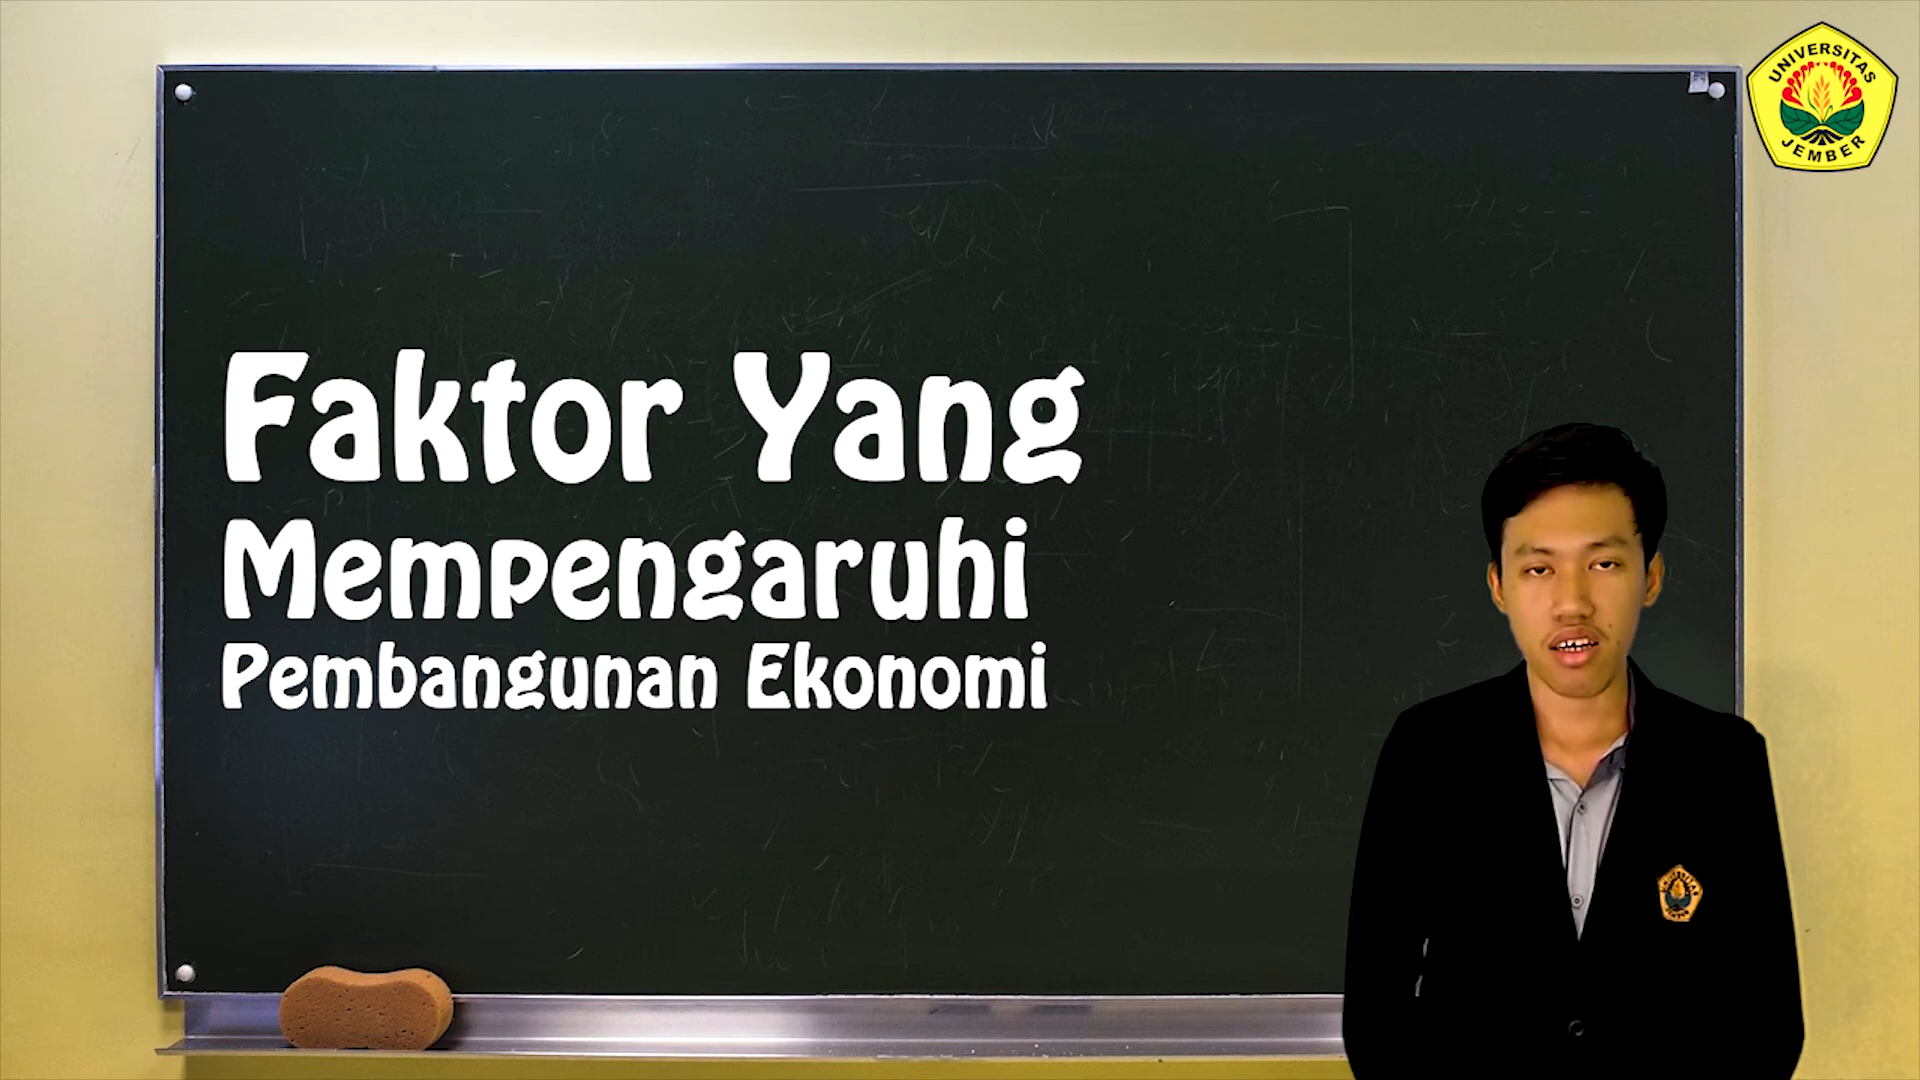 Faktor Yang
Mempengaruhi
Pembangunan Ekonomi
UNIVERSITAS
JEMBER